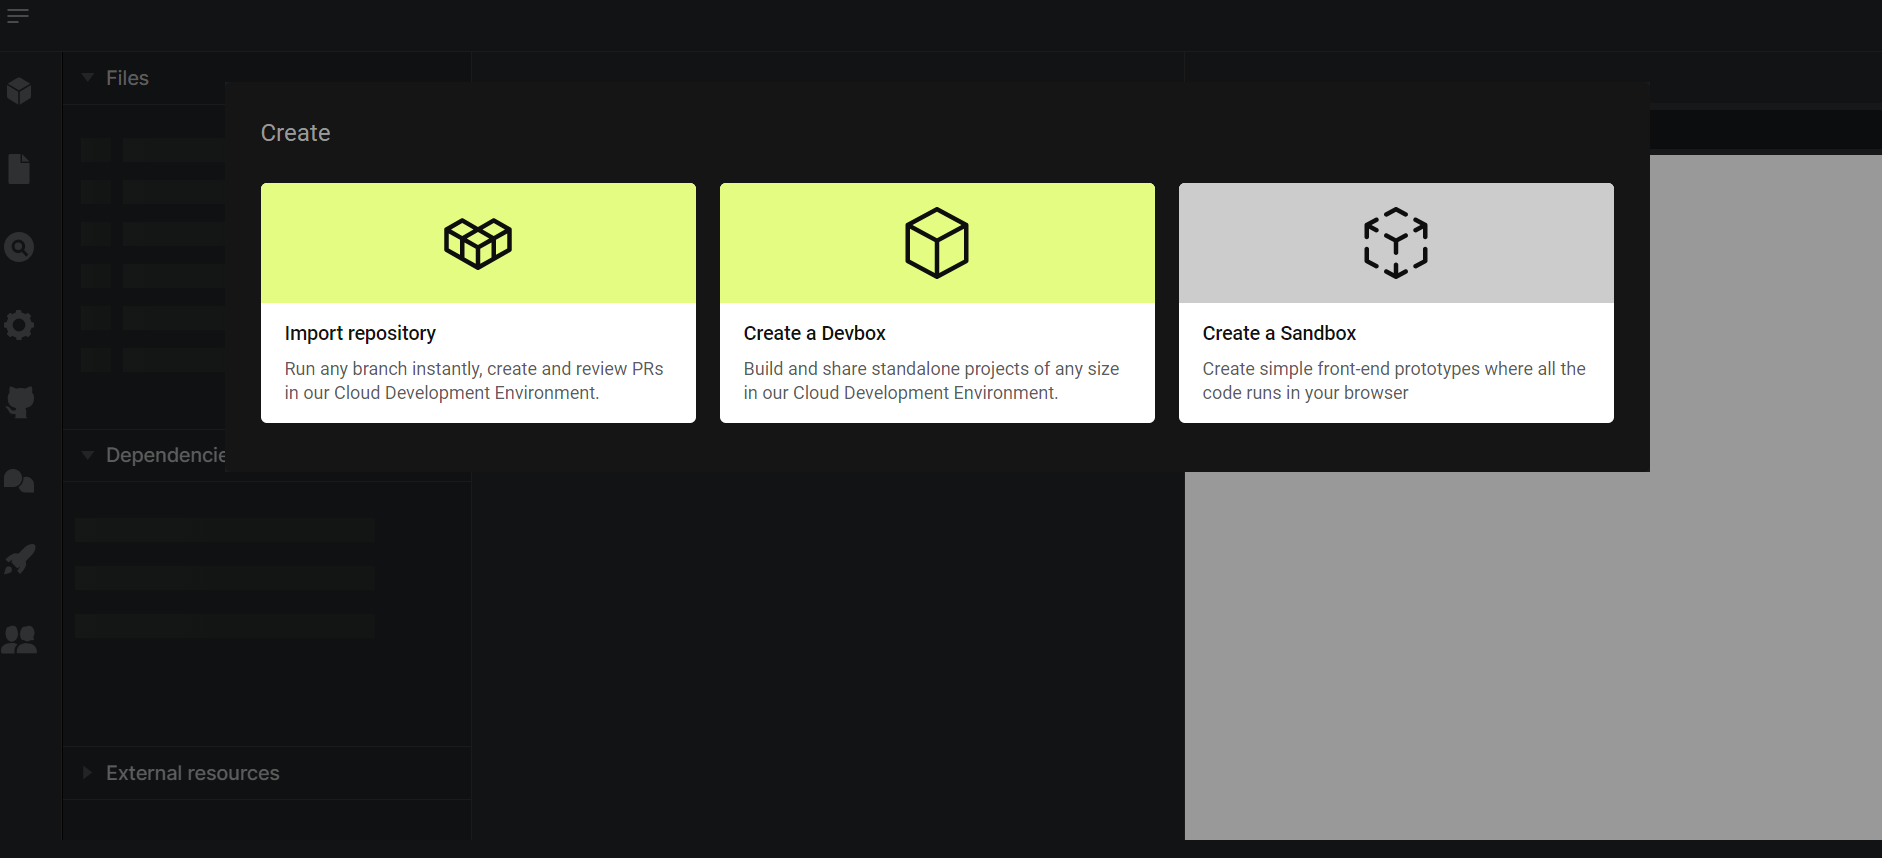 Files
Create
Import repository
Run any branch instantly, create and review PRs
in our Cloud Development Environment.
Create a Devbox
Build and share standalone projects of any size
in our Cloud Development Environment.
Create a Sandbox
Create simple front-end prototypes where all the
code runs in your browser
Dependencie
External resources